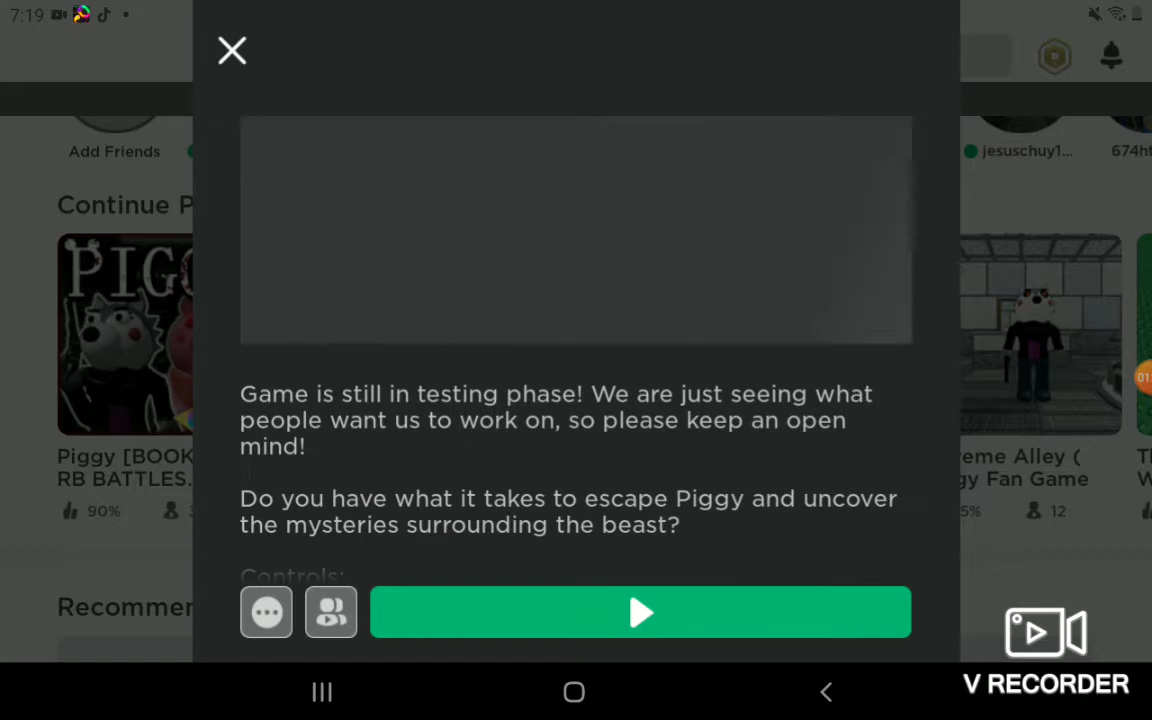 7:19
Add Friends
jesuschuy1...
674ht
Continue P
PIG
Game is still in testing phase! We are just seeing what
people want us to work on, so please keep an open
mind!
Piggy [BOOK
RB BATTLES.
eme Alley (
gy Fan Game
90%
5%
12
Do you have what it takes to escape Piggy and uncover
the mysteries surrounding the beast?
Controls:
Recommen
V RECORDER